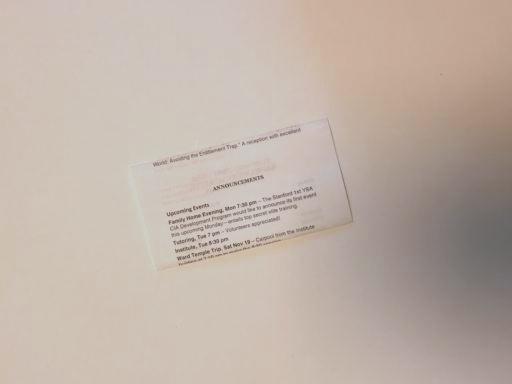 World: Avoiding the Entitlement Trap." A reception with excellent
ANNOUNCEMENTS
Upcoming Events
Family Home Evening, Mon 7:30 pm – The Stanford 1st YSA
CIA Development Program would like to announce its first event
this upcoming Monday – entails top secret elite training.
Tutoring, Tue 7 pm – Volunteers appreciated!
Institute, Tue 8:30 pm
Ward Temple Trip, Sat Nov 19 – Carpool from the Institute